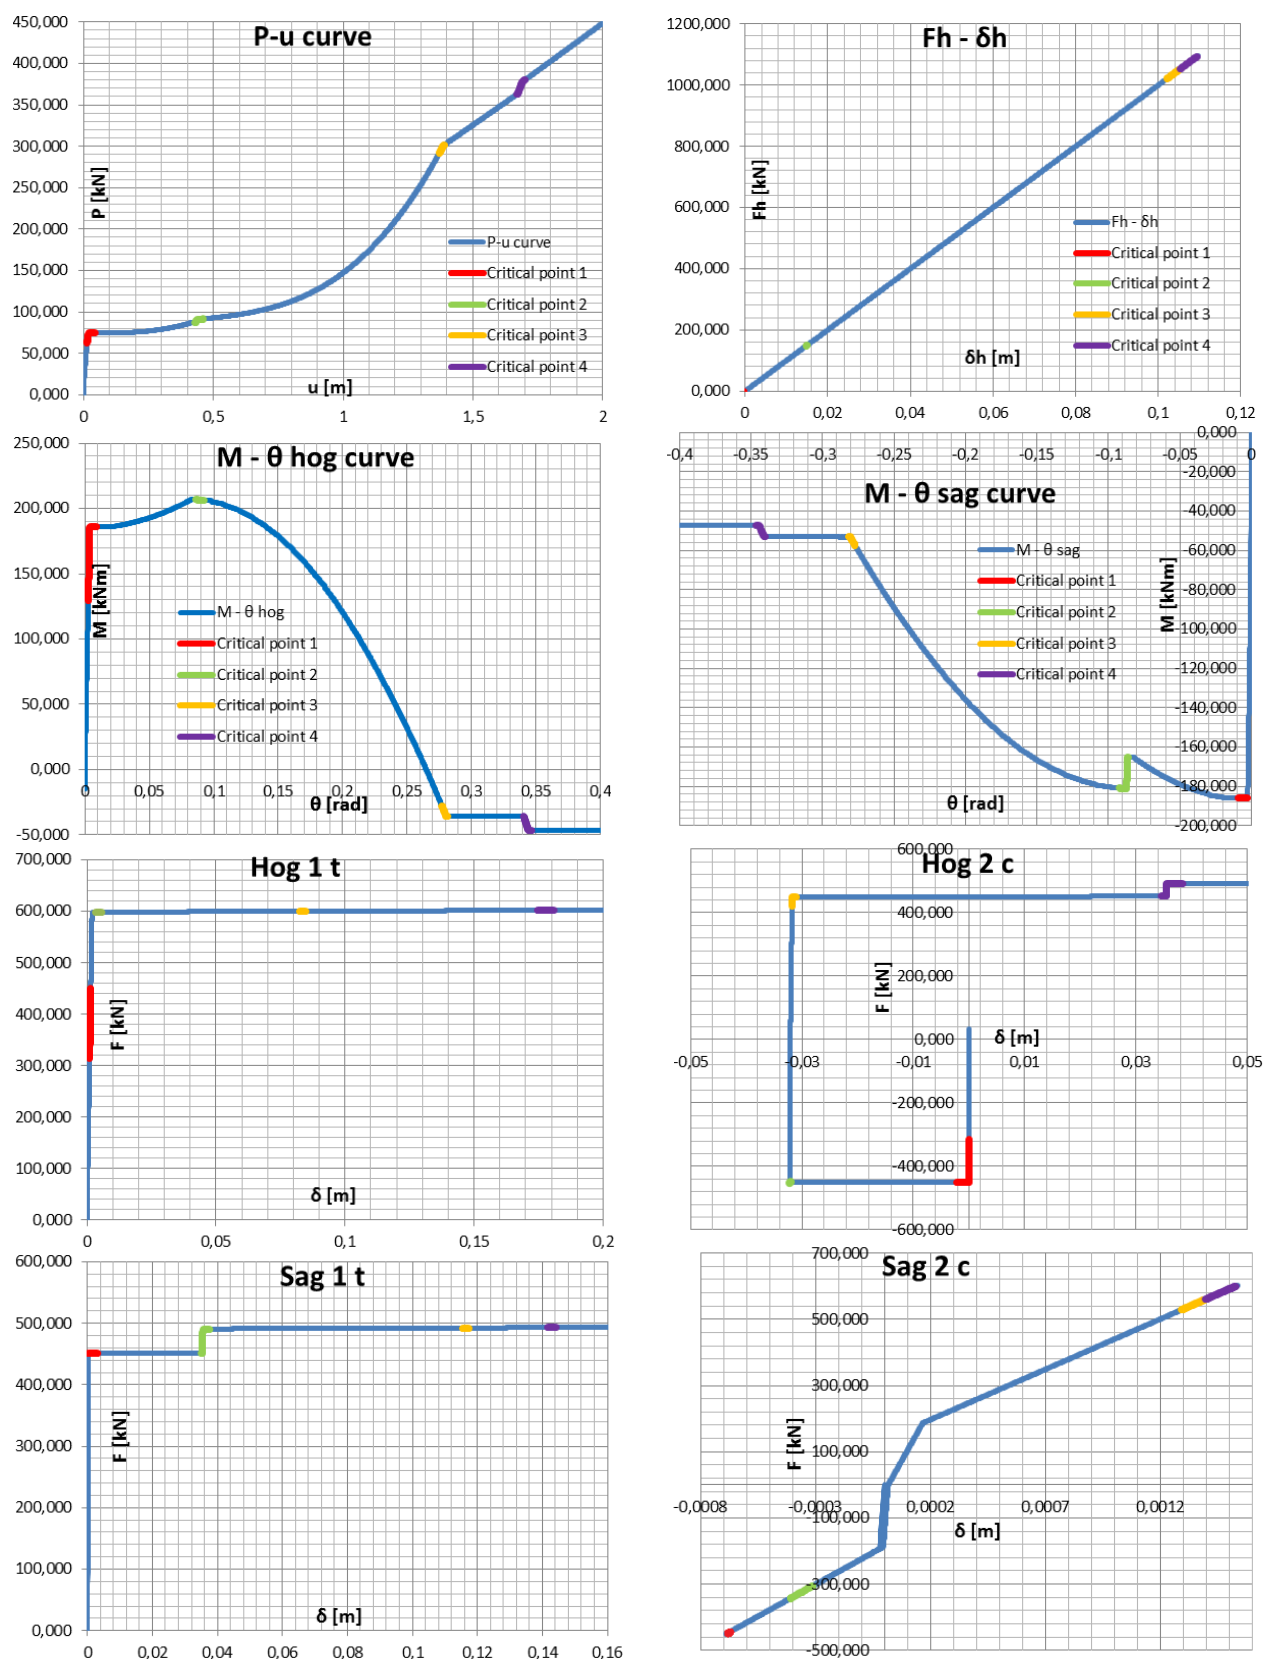 P-u curve
450,000
400,000
350,000
300,000
250,000
200,000
150,000
100,000
50,000
0,000
P [kN]
P-u curve
Critical point 1
Critical point 2
Critical point 3
Critical point 4
u [m]
0 0,5 1 1,5 2
Fh - δh
1200,000
1000,000
800,000
600,000
400,000
200,000
0,000
Fh [kN]
Fh - δh
Critical point 1
Critical point 2
Critical point 3
Critical point 4
δh [m]
0 0,02 0,04 0,06 0,08 0,1 0,12
M - θ hog curve
250,000
200,000
150,000
100,000
50,000
0,000
-50,000
M [kNm]
M - θ hog
Critical point 1
Critical point 2
Critical point 3
Critical point 4
0 0,05 0,1 0,15 0,2 0,25 0,3 0,35 0,4
θ [rad]
-0,4 -0,35 -0,3 -0,25 -0,2 -0,15 -0,1 -0,05 0
M - θ sag curve
0,000
-20,000
-40,000
-60,000
-80,000
-100,000
-120,000
-140,000
-160,000
-180,000
-200,000
M [kNm]
M - θ sag
Critical point 1
Critical point 2
Critical point 3
Critical point 4
θ [rad]
Hog 1 t
700,000
600,000
500,000
400,000
300,000
200,000
100,000
0,000
F [kN]
δ [m]
0 0,05 0,1 0,15 0,2
Hog 2 c
600,000
400,000
200,000
0,000
-200,000
-400,000
-600,000
F [kN]
δ [m]
-0,05 -0,03 -0,01 0,01 0,03 0,05
Sag 1 t
600,000
500,000
400,000
300,000
200,000
100,000
0,000
F [kN]
δ [m]
0 0,02 0,04 0,06 0,08 0,1 0,12 0,14 0,16
Sag 2 c
700,000
500,000
300,000
100,000
-100,000
-300,000
-500,000
F [kN]
-0,0008 -0,0003 0,0002 0,0007 0,0012
δ [m]